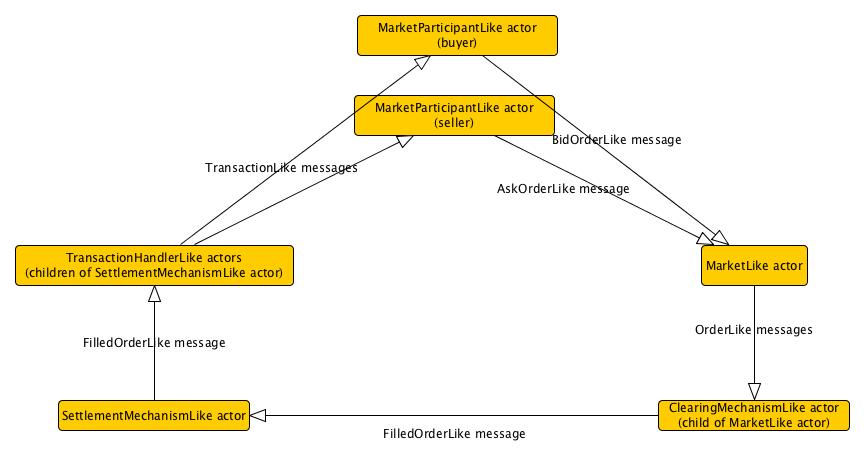 MarketParticipantLike actor
(buyer)
MarketParticipantLike actor
(seller)
BidOrderLike message
TransactionLike messages
AskOrderLike message
TransactionHandlerLike actors
(children of SettlementMechanismLike actor)
MarketLike actor
OrderLike messages
FilledOrderLike message
SettlementMechanismLike actor
ClearingMechanismLike actor
(child of MarketLike actor)
FilledOrderLike message